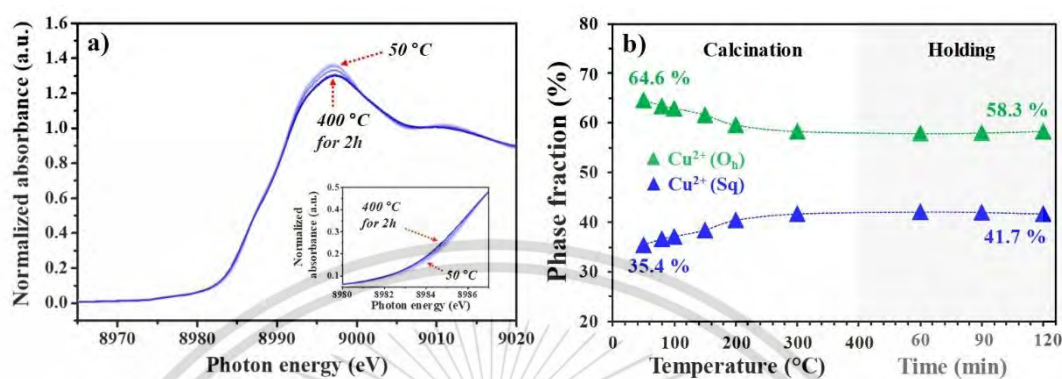 a)
1.6
1.4
1.2
1.0
0.8
0.6
0.4
0.2
0.0
Normalized absorbance (a.u.)
50 °C
400 °C
for 2h
0.5
0.4
0.3
0.2
0.1
Normalized
absorbance (a.u.)
400 °C
for 2h
50 °C
8980 8982 8984 8986
Photon energy (eV)
8970 8980 8990 9000 9010 9020
Photon energy (eV)
b)
Calcination Holding
80
70
60
50
40
30
20
Phase fraction (%)
64.6 %
58.3 %
Cu²⁺ (Oₕ)
Cu²⁺ (Sq)
35.4 %
41.7 %
0 100 200 300 400 60 90 120
Temperature (°C) Time (min)